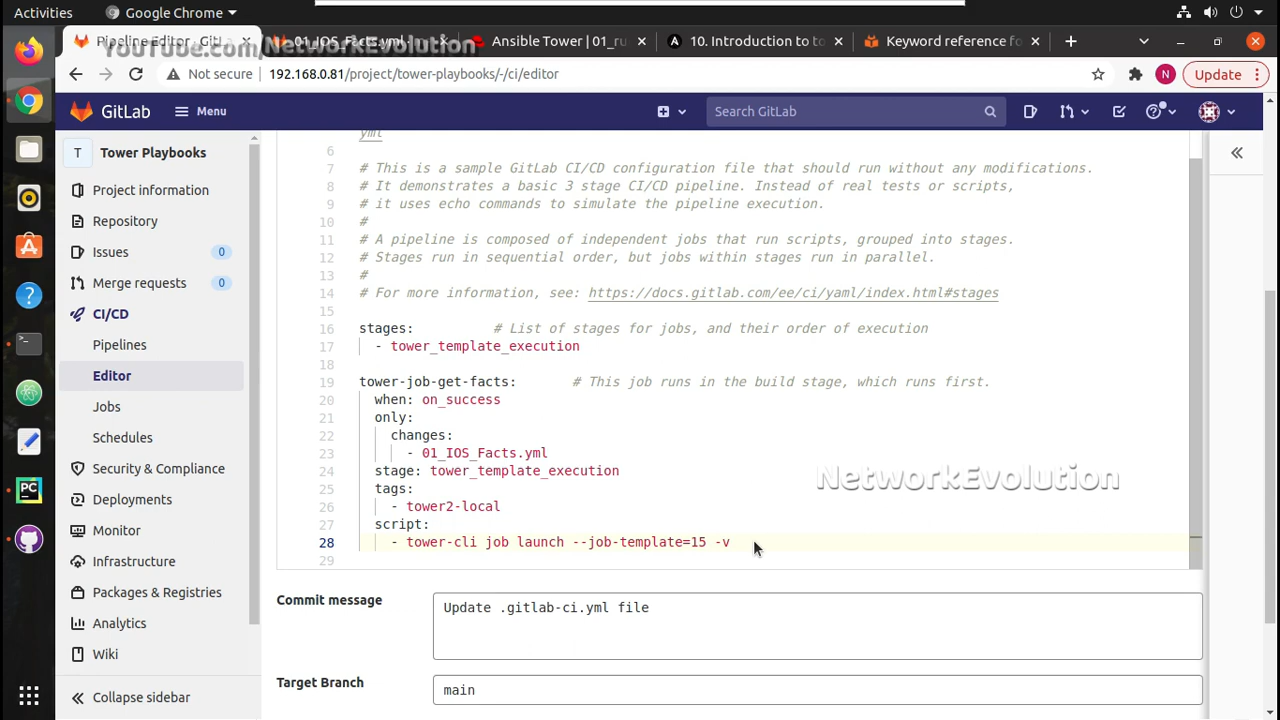 Activities
Google Chrome
Pipeline Editor · GitLa
01_IOS_Facts.yml
Ansible Tower | 01_ru
10. Introduction to to
Keyword reference fo
YouTube.com/NetworkEvolution
Not secure
192.168.0.81/project/tower-playbooks/-/ci/editor
N
Update
GitLab
Menu
Search GitLab
T
Tower Playbooks
Project information
Repository
Issues
0
Merge requests
0
CI/CD
Pipelines
Editor
Jobs
Schedules
Security & Compliance
Deployments
Monitor
Infrastructure
Packages & Registries
Analytics
Wiki
Collapse sidebar
yml
6
7 # This is a sample GitLab CI/CD configuration file that should run without any modifications.
8 # It demonstrates a basic 3 stage CI/CD pipeline. Instead of real tests or scripts,
9 # it uses echo commands to simulate the pipeline execution.
10 #
11 # A pipeline is composed of independent jobs that run scripts, grouped into stages.
12 # Stages run in sequential order, but jobs within stages run in parallel.
13 #
14 # For more information, see: https://docs.gitlab.com/ee/ci/yaml/index.html#stages
15
16 stages: # List of stages for jobs, and their order of execution
17 - tower_template_execution
18
19 tower-job-get-facts: # This job runs in the build stage, which runs first.
20 when: on_success
21 only:
22 changes:
23 - 01_IOS_Facts.yml
24 stage: tower_template_execution
25 tags:
26 - tower2-local
27 script:
28 - tower-cli job launch --job-template=15 -v
29
NetworkEvolution
Commit message
Update .gitlab-ci.yml file
Target Branch
main